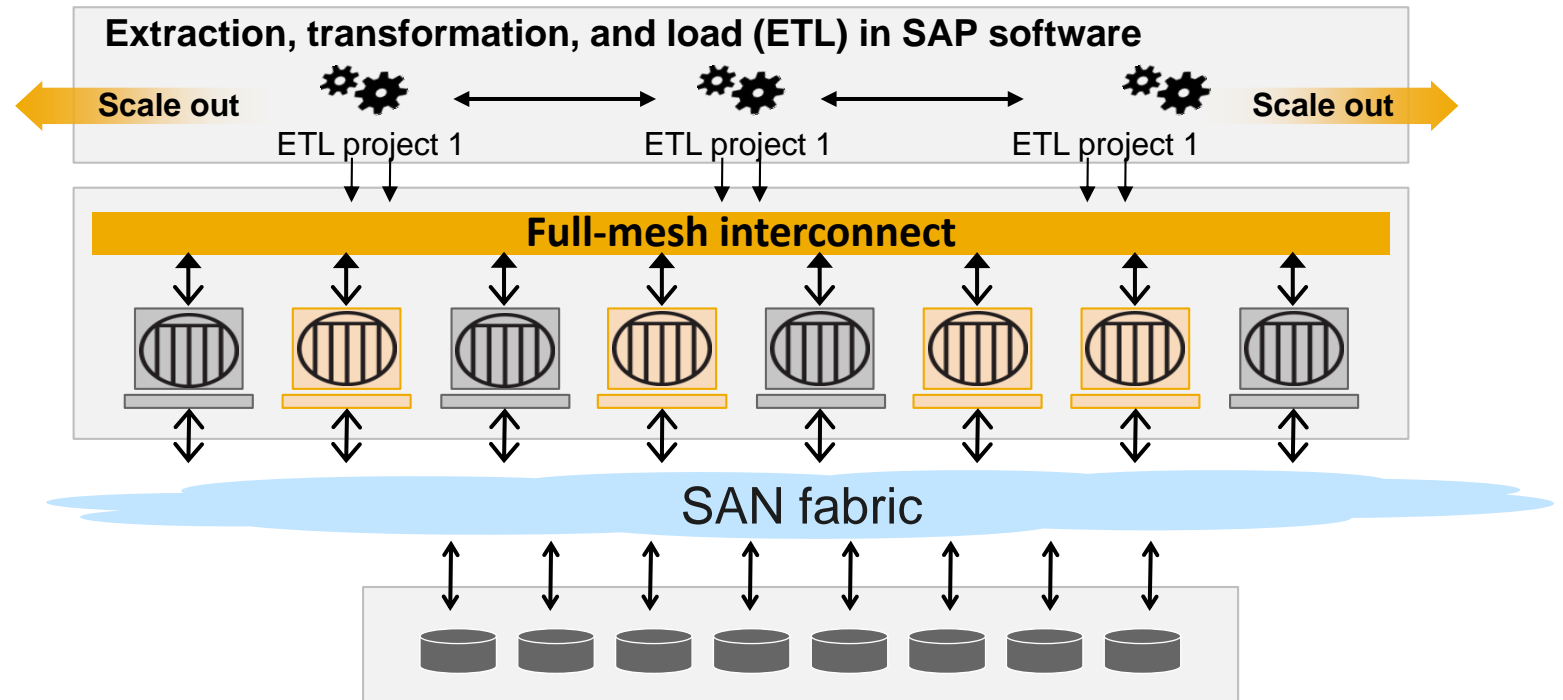 Extraction, transformation, and load (ETL) in SAP software
Scale out
Scale out
ETL project 1
ETL project 1
ETL project 1
Full-mesh interconnect
SAN fabric